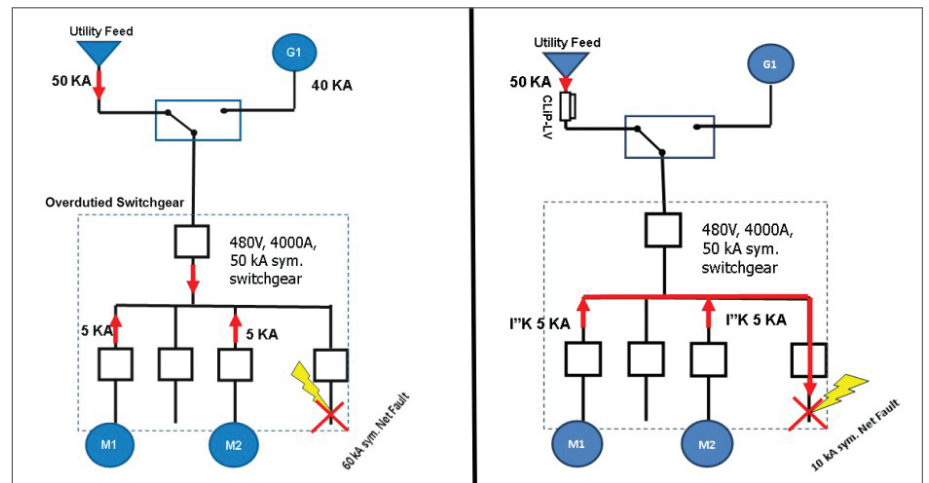 Utility Feed
G1
50 KA
40 KA
Overdutied Switchgear
480V, 4000A,
50 kA sym.
switchgear
5 KA
5 KA
M1
M2
60 kA sym. Net Fault
Utility Feed
G1
50 KA
CLiP-LV
480V, 4000A,
50 kA sym.
switchgear
I”K 5 KA
I”K 5 KA
M1
M2
10 kA sym. Net Fault